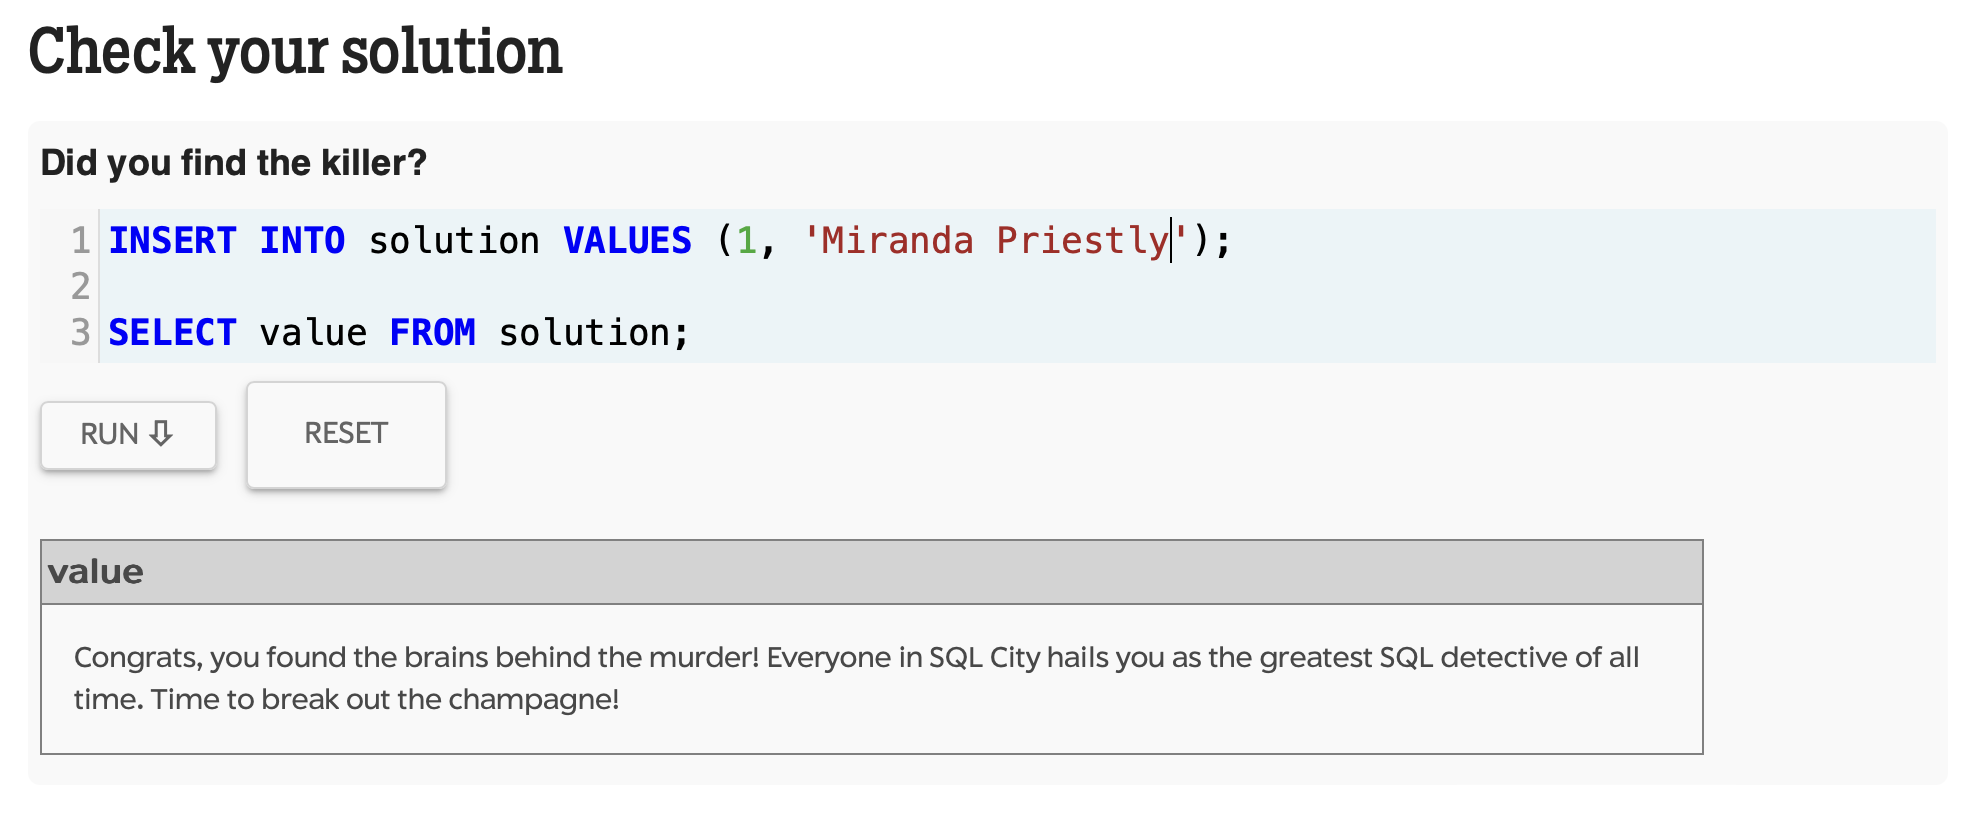 Check your solution
Did you find the killer?
1 INSERT INTO solution VALUES (1, 'Miranda Priestly');
2
3 SELECT value FROM solution;
RUN ⇩ RESET
value
Congrats, you found the brains behind the murder! Everyone in SQL City hails you as the greatest SQL detective of all
time. Time to break out the champagne!